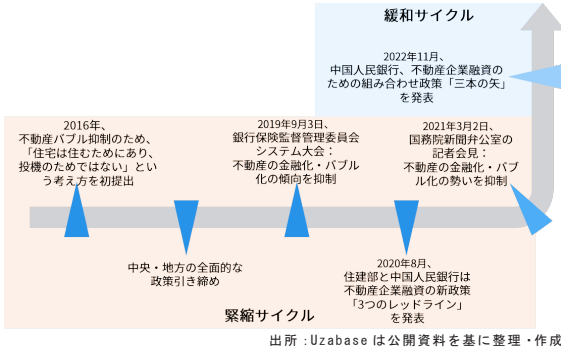 緩和サイクル
2022年11月、
中国人民銀行、不動産企業融資の
ための組み合わせ政策「三本の矢」
を発表
2016年、
不動産バブル抑制のため、
「住宅は住むためにあり、
投機のためではない」とい
う考え方を初提出
2019年9月3日、
銀行保険監督管理委員会
システム大会：
不動産の金融化・バブル
化の傾向を抑制
2021年3月2日、
国務院新聞弁公室の
記者会見：
不動産の金融化・バブ
ル化の勢いを抑制
中央・地方の全面的な
政策引き締め
2020年8月、
住建部と中国人民銀行は
不動産企業融資の新政策
「3つのレッドライン」
を発表
緊縮サイクル
出所：Uzabaseは公開資料を基に整理・作成